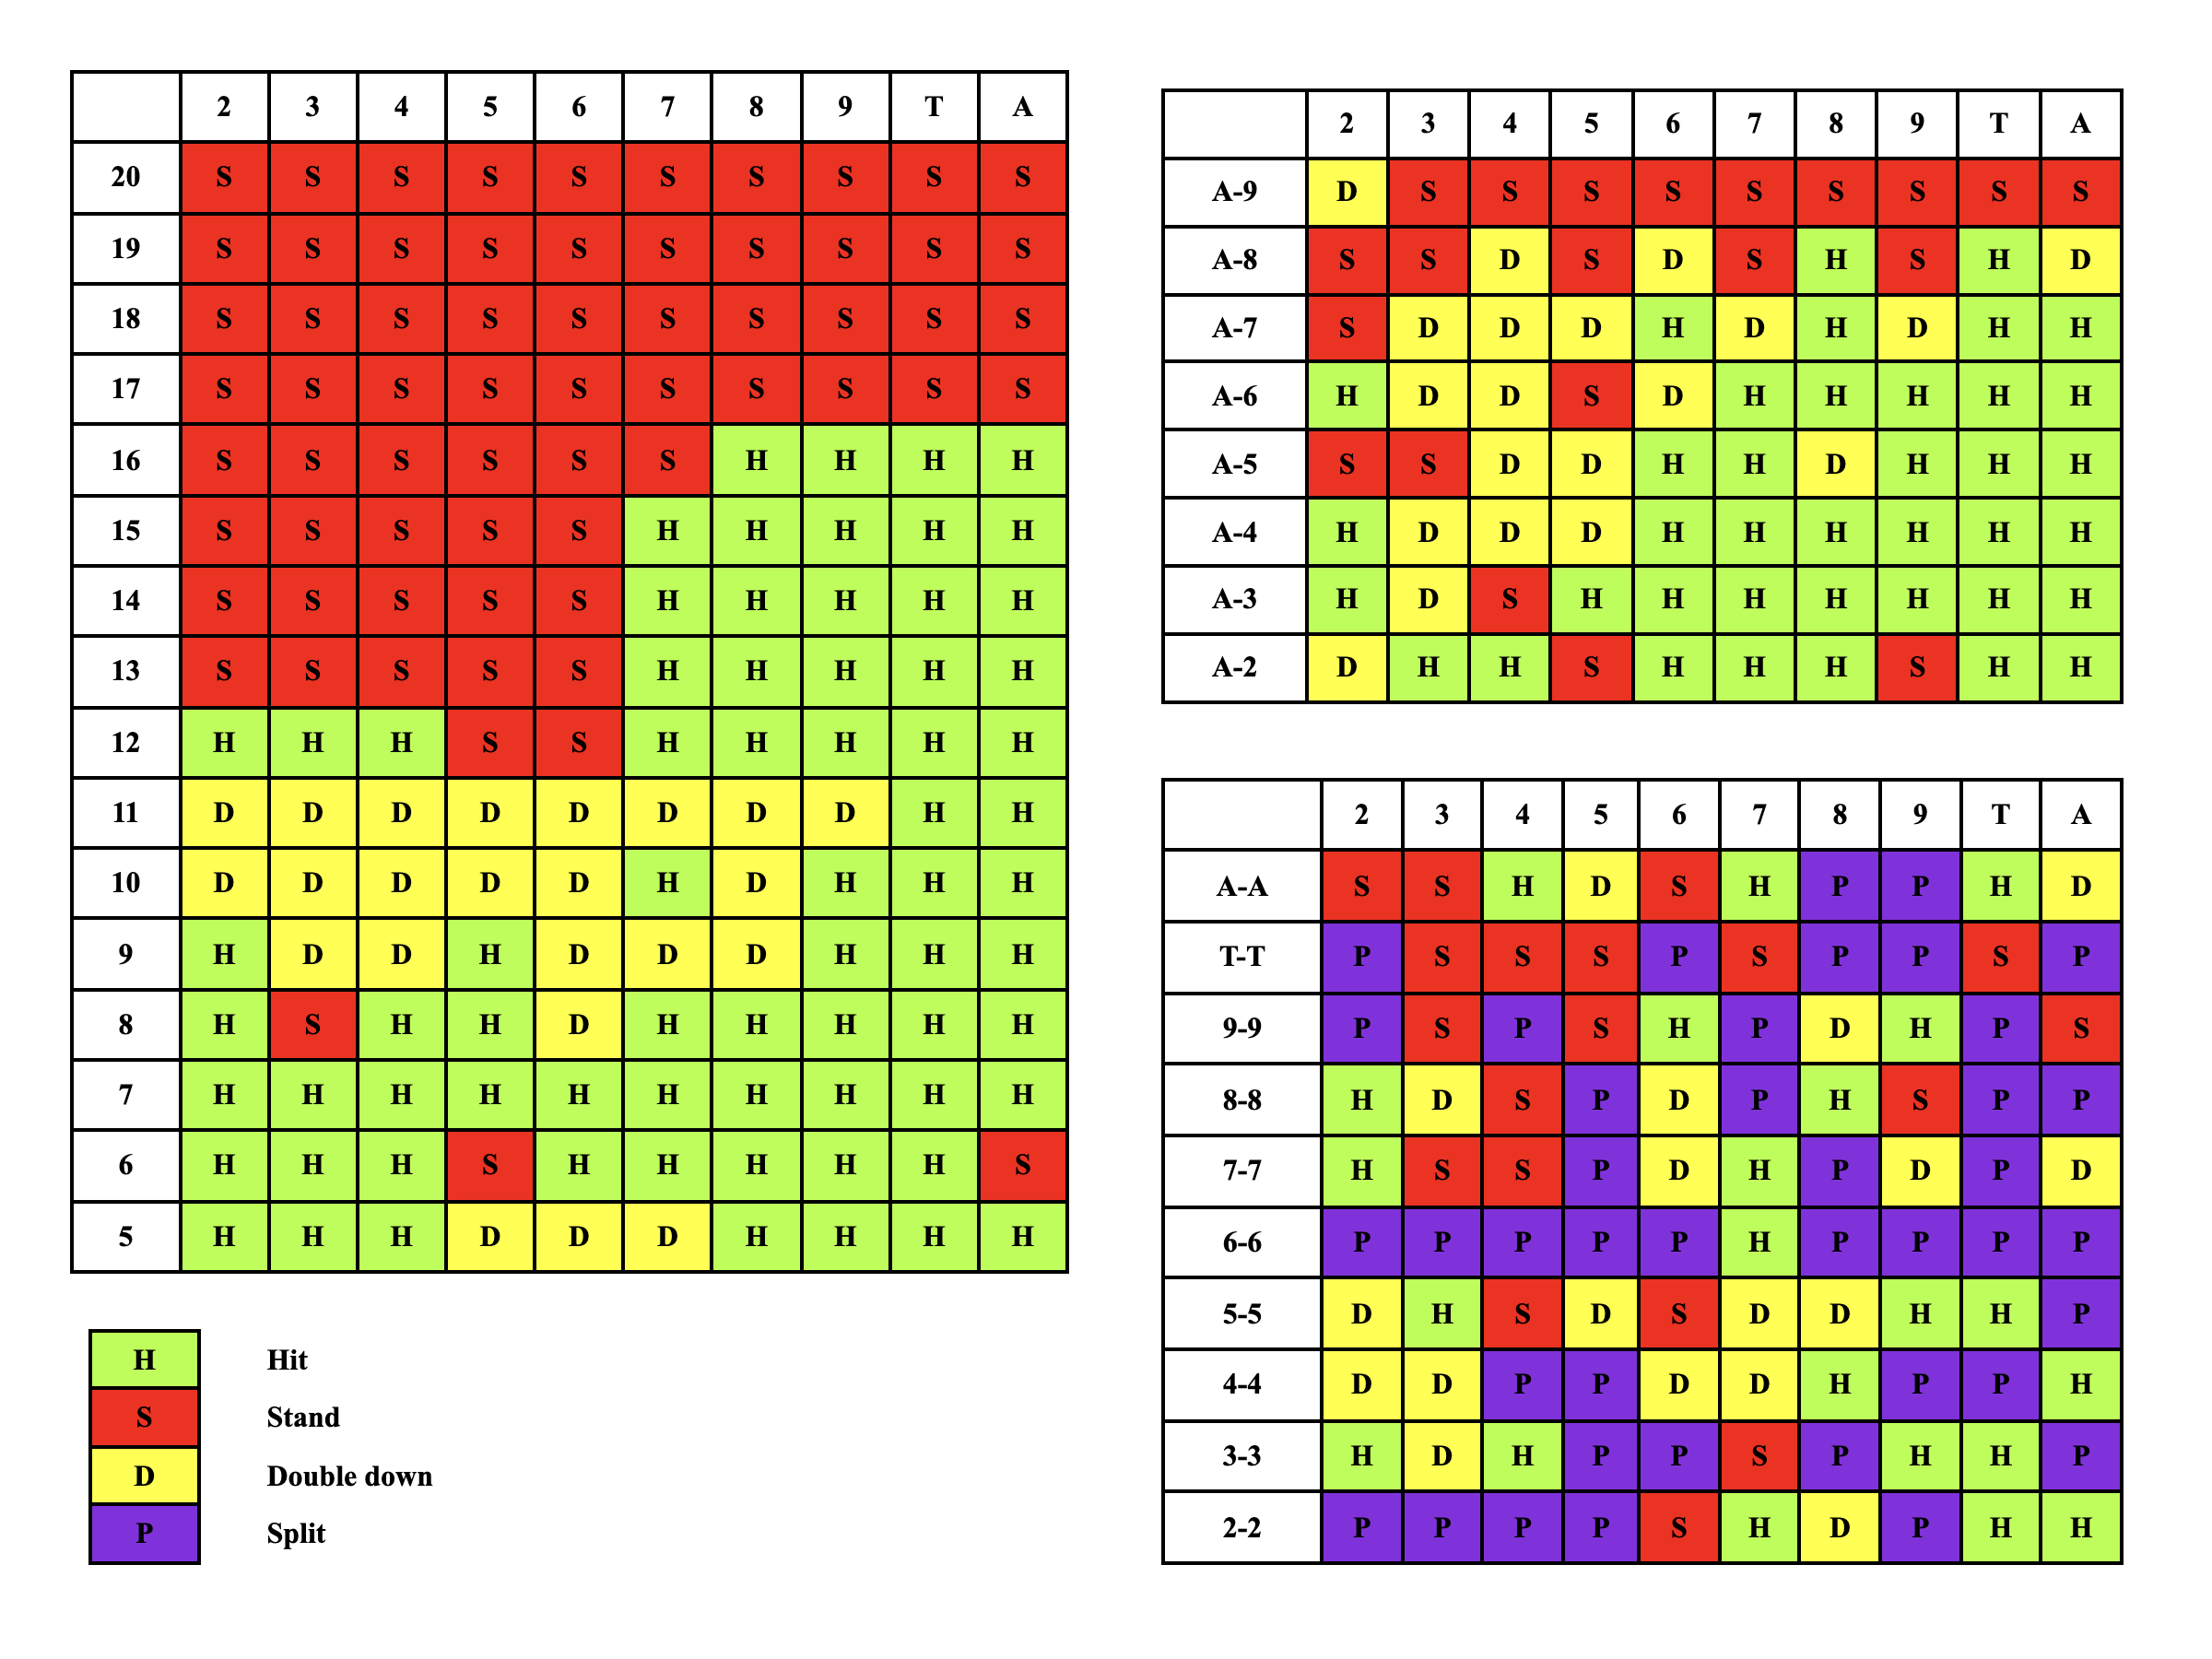 2 3 4 5 6 7 8 9 T A
20 S S S S S S S S S S
19 S S S S S S S S S S
18 S S S S S S S S S S
17 S S S S S S S S S S
16 S S S S S S H H H H
15 S S S S S H H H H H
14 S S S S S H H H H H
13 S S S S S H H H H H
12 H H H S S H H H H H
11 D D D D D D D D H H
10 D D D D D H D H H H
9 H D D H D D D H H H
8 H S H H D H H H H H
7 H H H H H H H H H H
6 H H H S H H H H H S
5 H H H D D D H H H H
H Hit
S Stand
D Double down
P Split
2 3 4 5 6 7 8 9 T A
A-9 D S S S S S S S S S
A-8 S S D S D S H S H D
A-7 S D D D H D H D H H
A-6 H D D S D H H H H H
A-5 S S D D H H D H H H
A-4 H D D D H H H H H H
A-3 H D S H H H H H H H
A-2 D H H S H H H S H H
2 3 4 5 6 7 8 9 T A
A-A S S H D S H P P H D
T-T P S S S P S P P S P
9-9 P S P S H P D H P S
8-8 H D S P D P H S P P
7-7 H S S P D H P D P D
6-6 P P P P P H P P P P
5-5 D H S D S D D H H P
4-4 D D P P D D H P P H
3-3 H D H P P S P H H P
2-2 P P P P S H D P H H